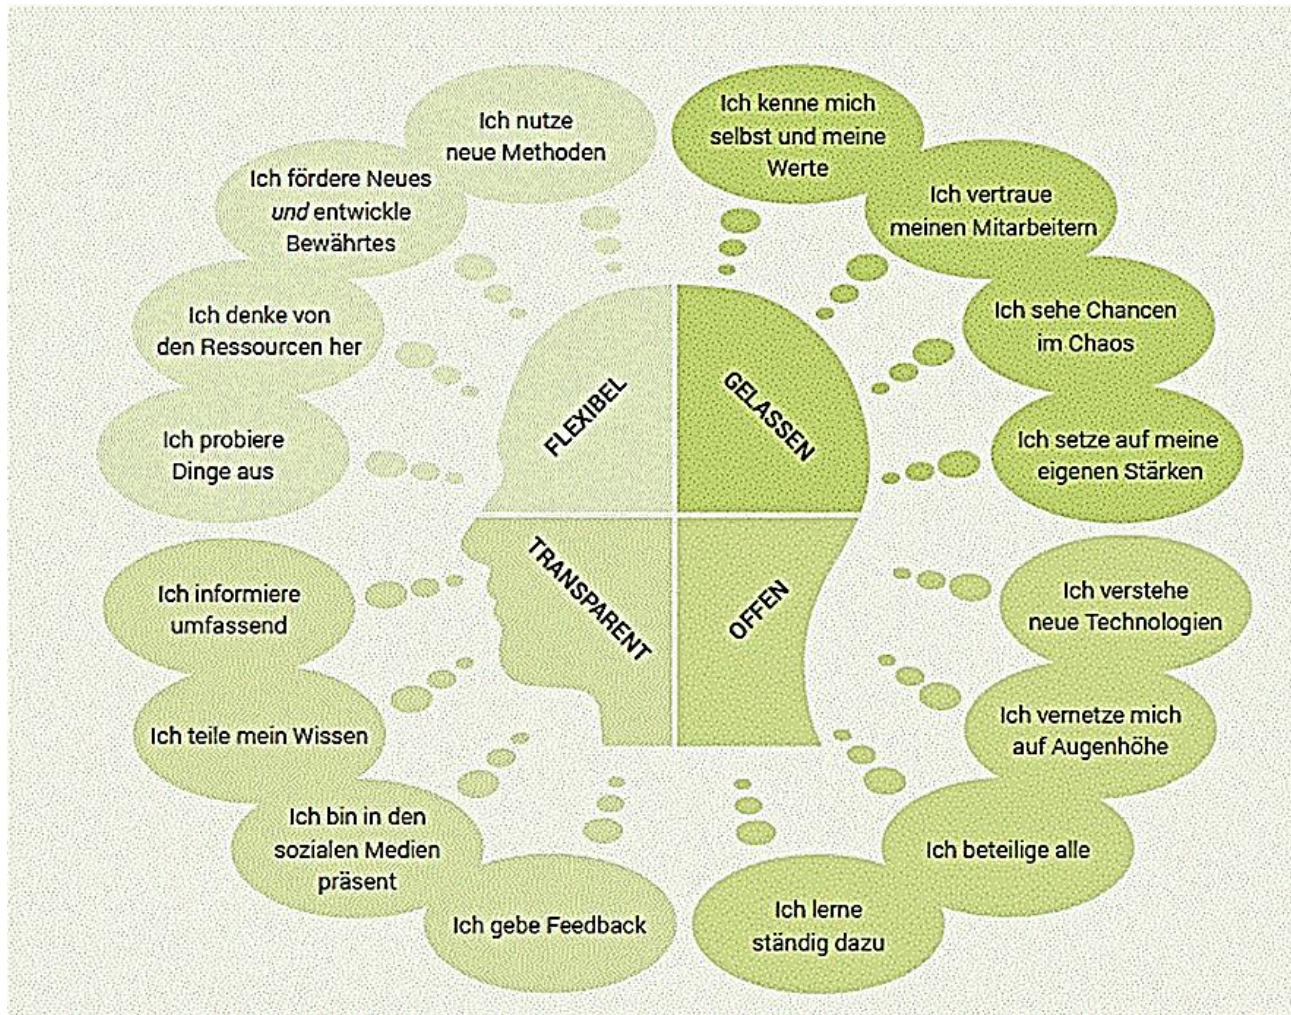 Ich nutze
neue Methoden
Ich fördere Neues
und entwickle
Bewährtes
Ich denke von
den Ressourcen her
Ich probiere
Dinge aus
FLEXIBEL
Ich kenne mich
selbst und meine
Werte
Ich vertraue
meinen Mitarbeitern
Ich sehe Chancen
im Chaos
Ich setze auf meine
eigenen Stärken
GELASSEN
TRANSPARENT
Ich informiere
umfassend
Ich teile mein Wissen
Ich bin in den
sozialen Medien
präsent
Ich gebe Feedback
OFFEN
Ich verstehe
neue Technologien
Ich vernetze mich
auf Augenhöhe
Ich beteilige alle
Ich lerne
ständig dazu